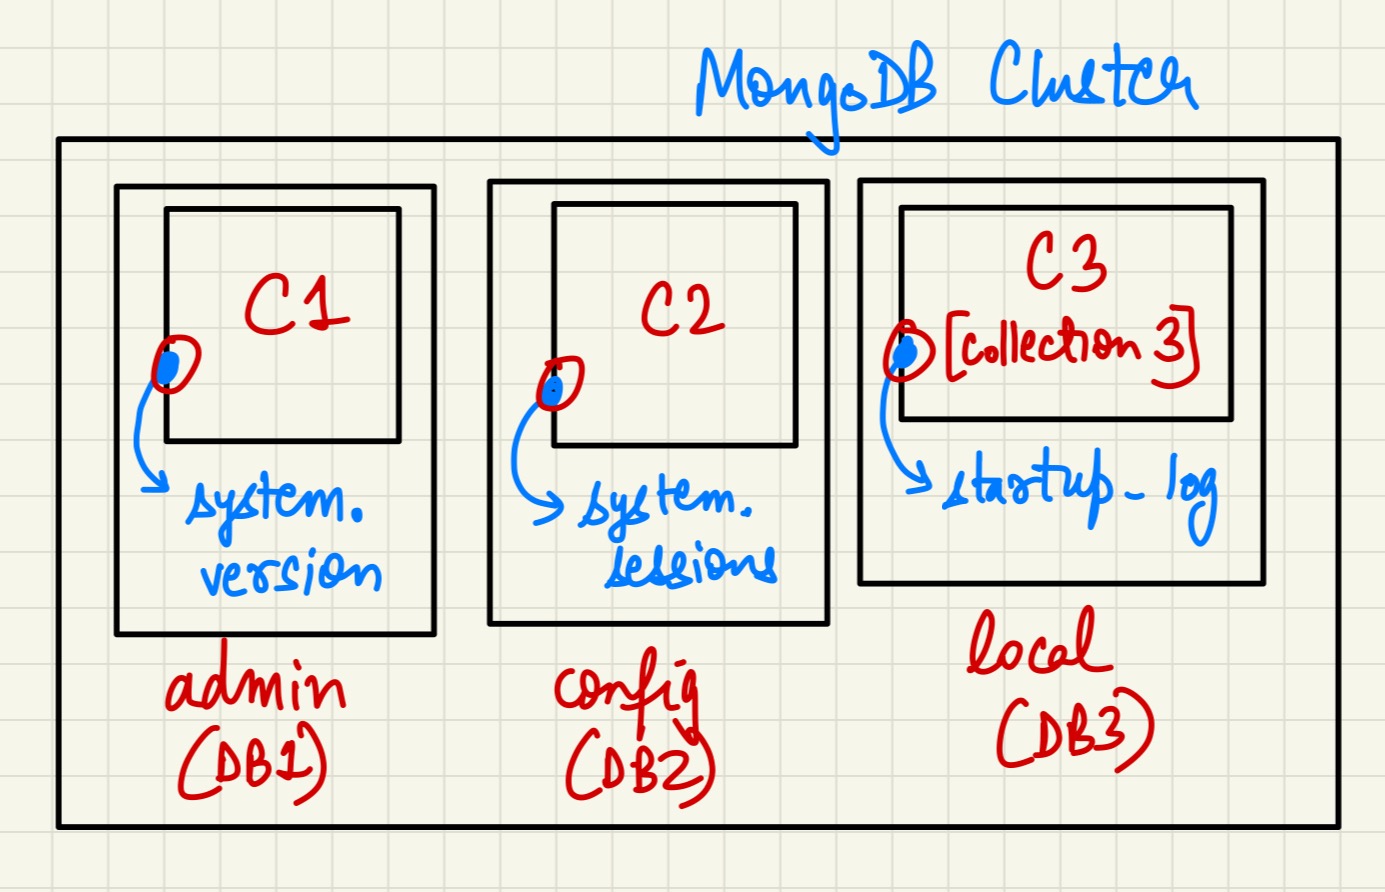 MongoDB Cluster
C1
C2
C3
[collection 3]
system.
version
system.
sessions
startup_log
admin
(DB1)
config
(DB2)
local
(DB3)